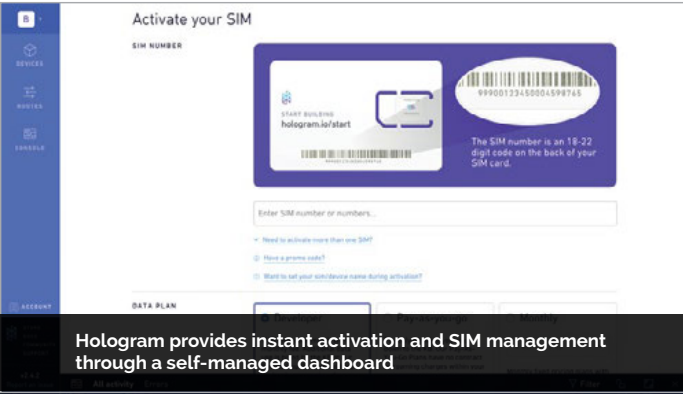 B
Activate your SIM
SIM NUMBER
DEVICES
ROUTES
CONSOLE
START BUILDING
hologram.io/start
99900123450004598765
The SIM number is an 18-22
digit code on the back of your
SIM card.
Enter SIM number or numbers...
Need to activate more than one SIM?
Have a promo code?
Want to set your sim/device name during activation?
ACCOUNT
DATA PLAN
Developer
Pay-as-you-go
Monthly
Hologram provides instant activation and SIM management
through a self-managed dashboard
All activity
Errors
Filter